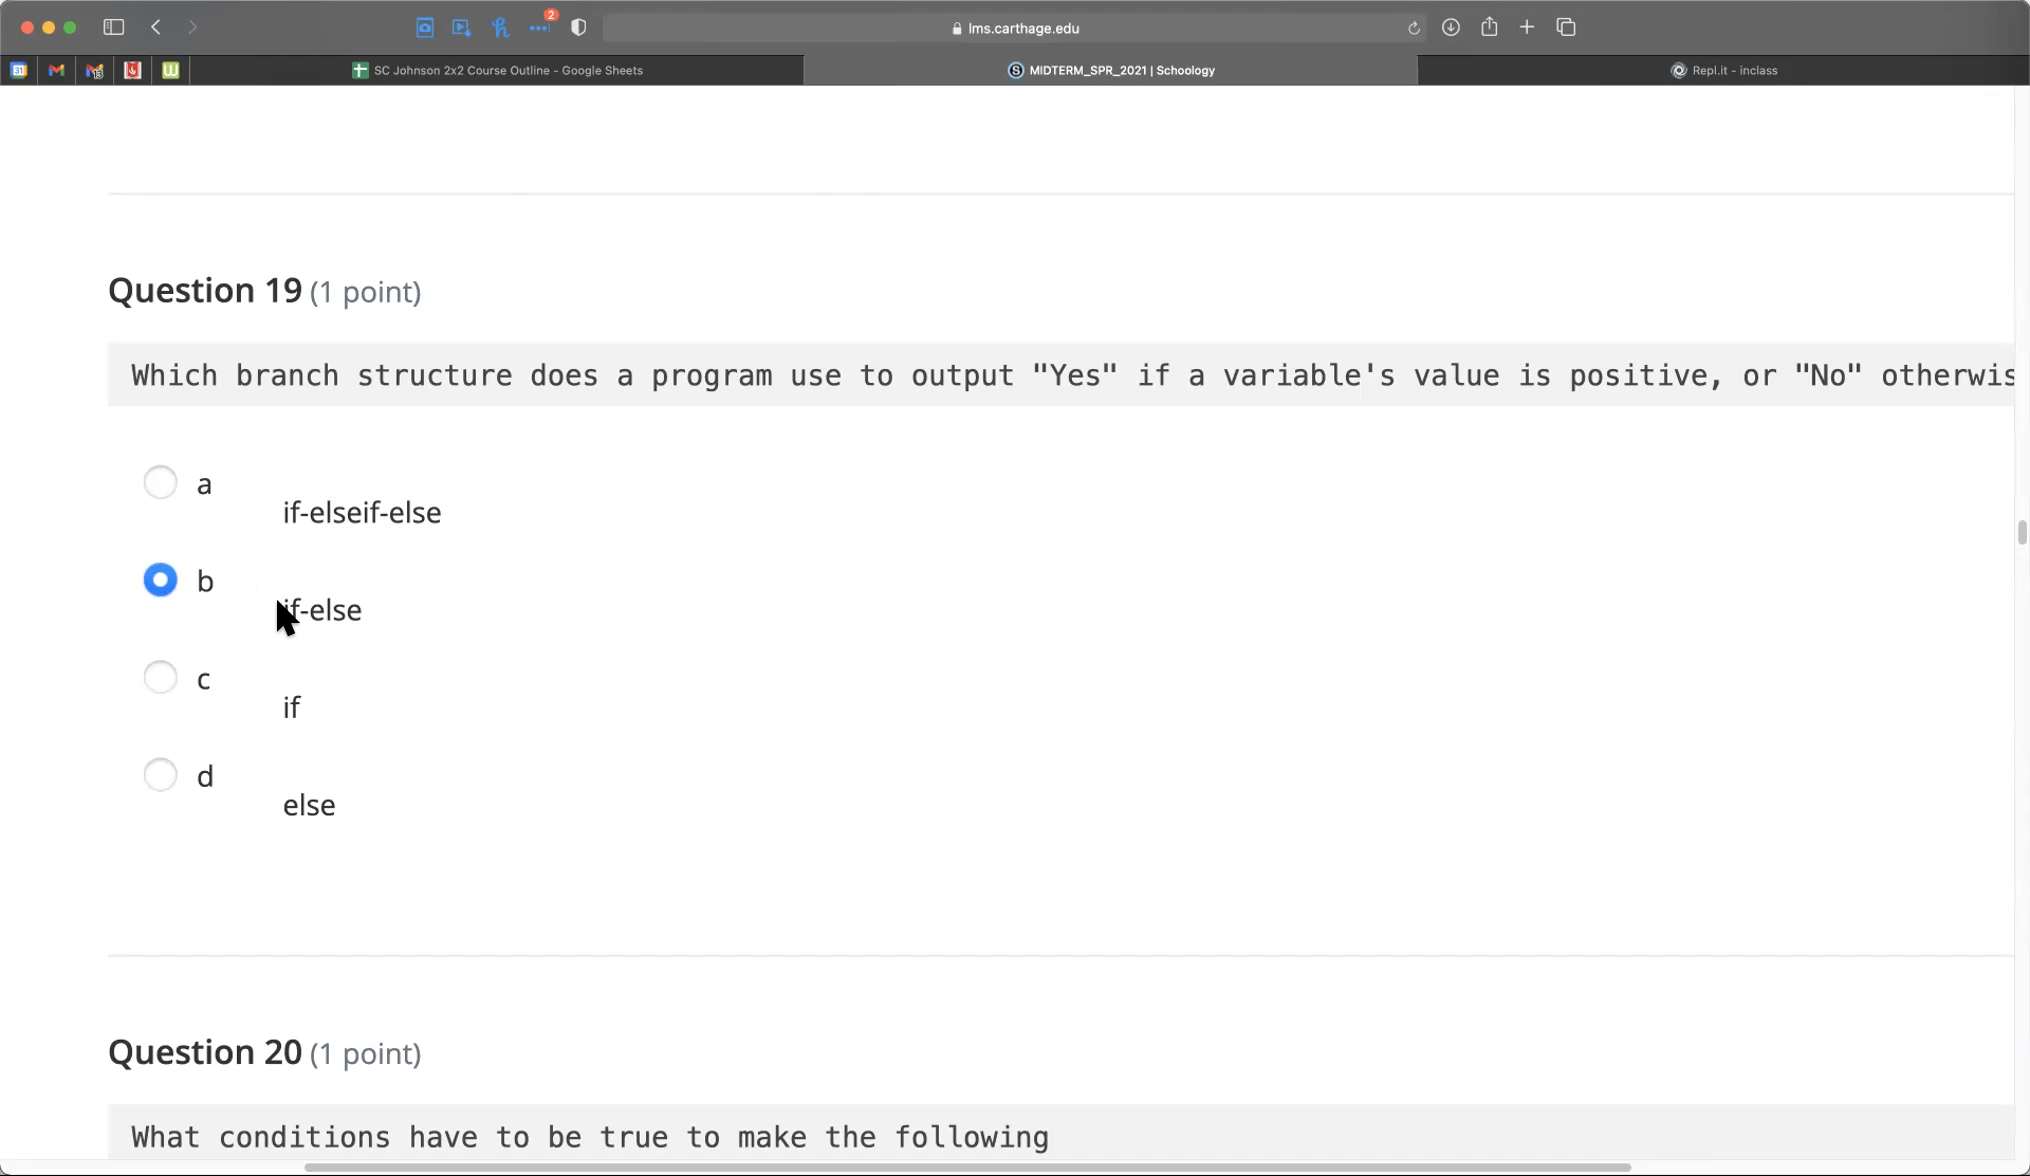 2
lms.carthage.edu
31
13
SC Johnson 2x2 Course Outline - Google Sheets
MIDTERM_SPR_2021 | Schoology
Repl.it - inclass
Question 19 (1 point)
Which branch structure does a program use to output "Yes" if a variable's value is positive, or "No" otherwis
a
if-elseif-else
b
if-else
c
if
d
else
Question 20 (1 point)
What conditions have to be true to make the following